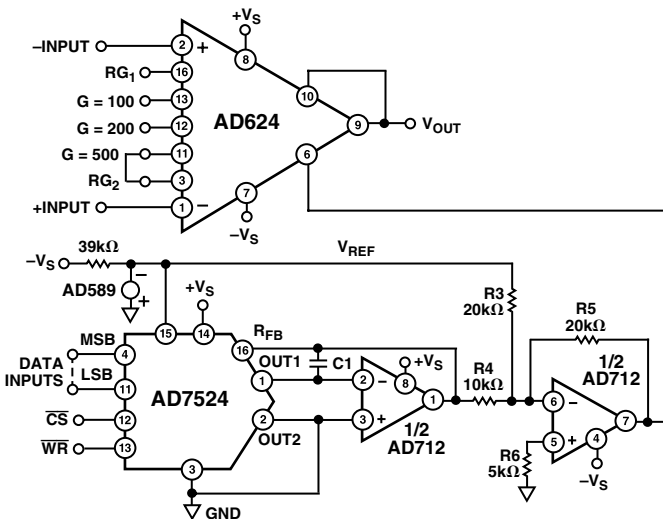 +VS
−INPUT 2 + 8
RG1 16
10
G = 100 13
AD624
G = 200 12
9 VOUT
G = 500 11
6
RG2 3
7
+INPUT 1 −
−VS
39kΩ
−VS
VREF
−
AD589
+
+VS
R3
20kΩ
R5
20kΩ
15 14
RFB
16
MSB
4
DATA
INPUTS
LSB
11
AD7524
OUT1
1
C1
+VS
2 − 8
R4
10kΩ
1
1/2
AD712
6 −
7
CS 12
2
OUT2
3 +
1/2
AD712
5 + 4
WR 13
R6
5kΩ
−VS
3
GND